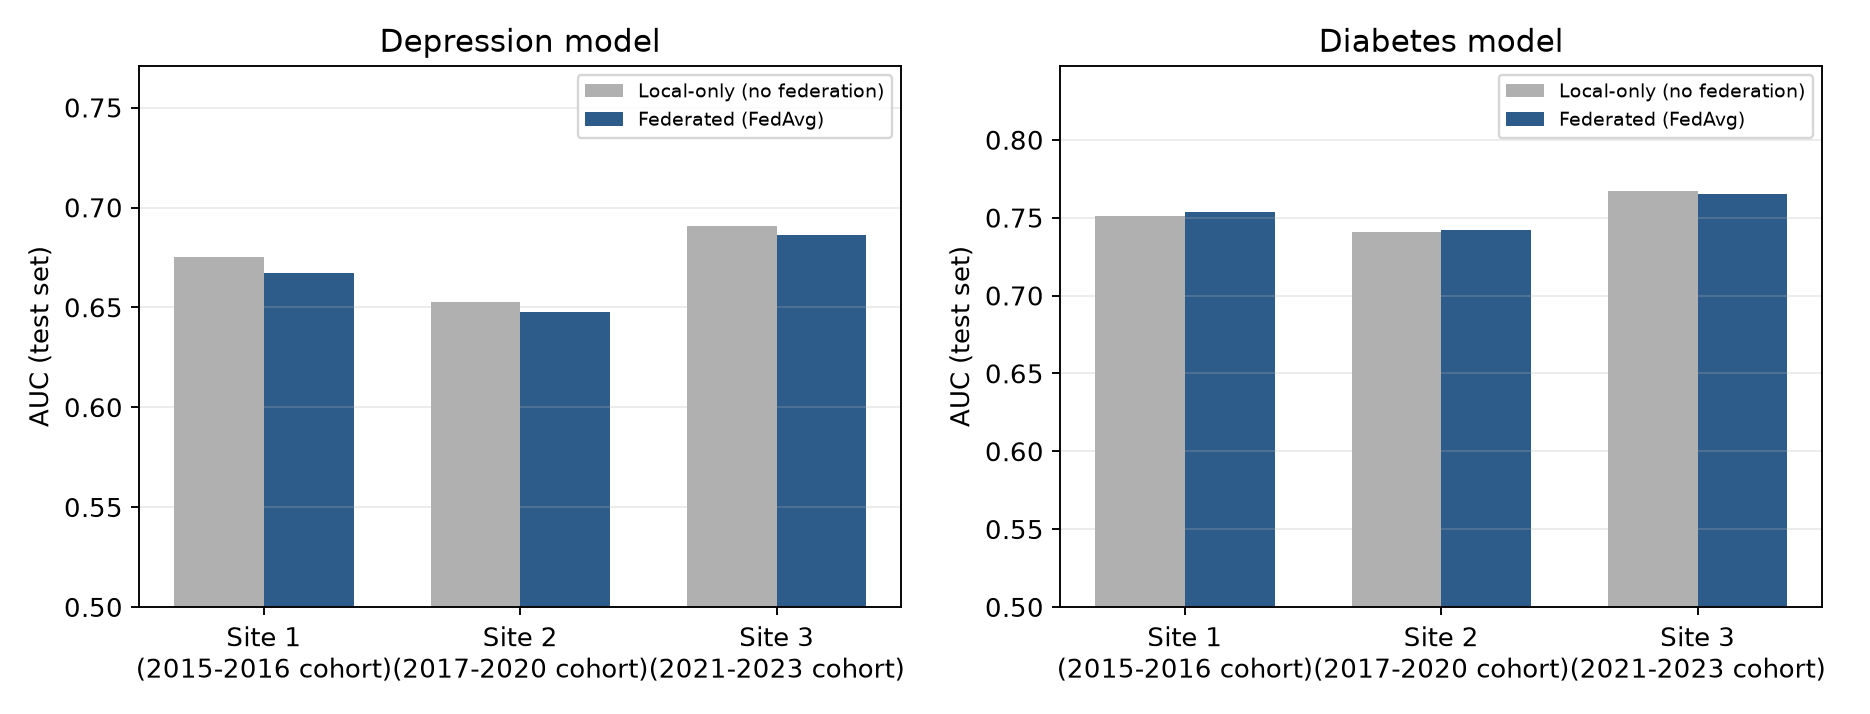 Depression model
Local-only (no federation)
Federated (FedAvg)
AUC (test set)
0.75
0.70
0.65
0.60
0.55
0.50
Site 1
(2015-2016 cohort)
Site 2
(2017-2020 cohort)
Site 3
(2021-2023 cohort)
Diabetes model
Local-only (no federation)
Federated (FedAvg)
AUC (test set)
0.80
0.75
0.70
0.65
0.60
0.55
0.50
Site 1
(2015-2016 cohort)
Site 2
(2017-2020 cohort)
Site 3
(2021-2023 cohort)